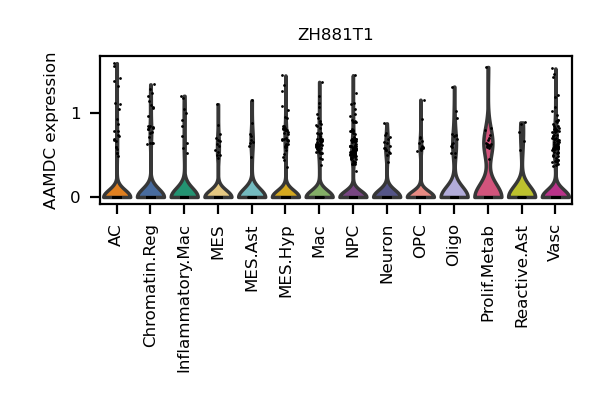 ZH881T1
AAMDC expression
1
0
AC
Chromatin.Reg
Inflammatory.Mac
MES
MES.Ast
MES.Hyp
Mac
NPC
Neuron
OPC
Oligo
Prolif.Metab
Reactive.Ast
Vasc